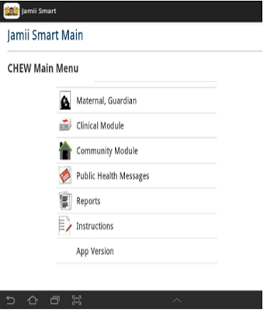 Jamii Smart
Jamii Smart Main
CHEW Main Menu
Maternal, Guardian
Clinical Module
Community Module
Public Health Messages
Reports
Instructions
App Version